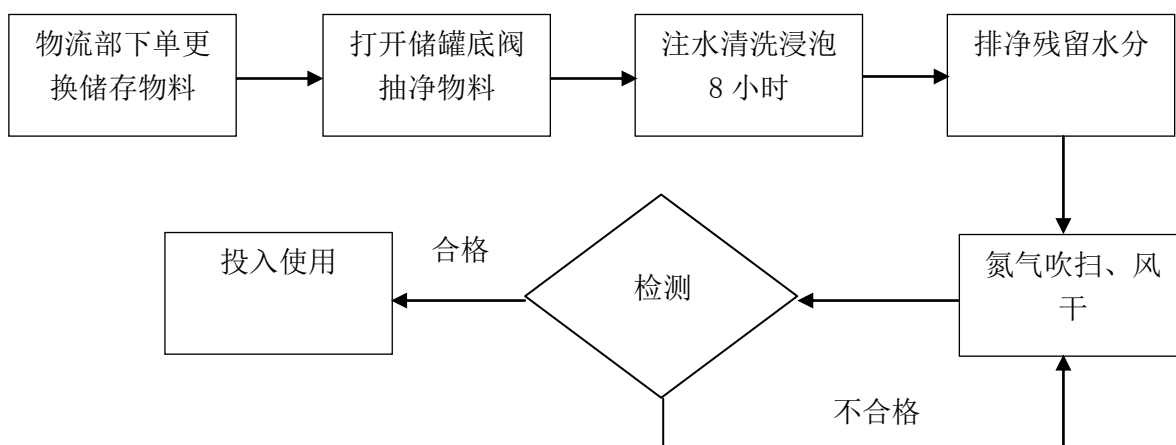 物流部下单更
换储存物料
打开储罐底阀
抽净物料
注水清洗浸泡
8 小时
排净残留水分
投入使用
合格
检测
氮气吹扫、风
干
不合格